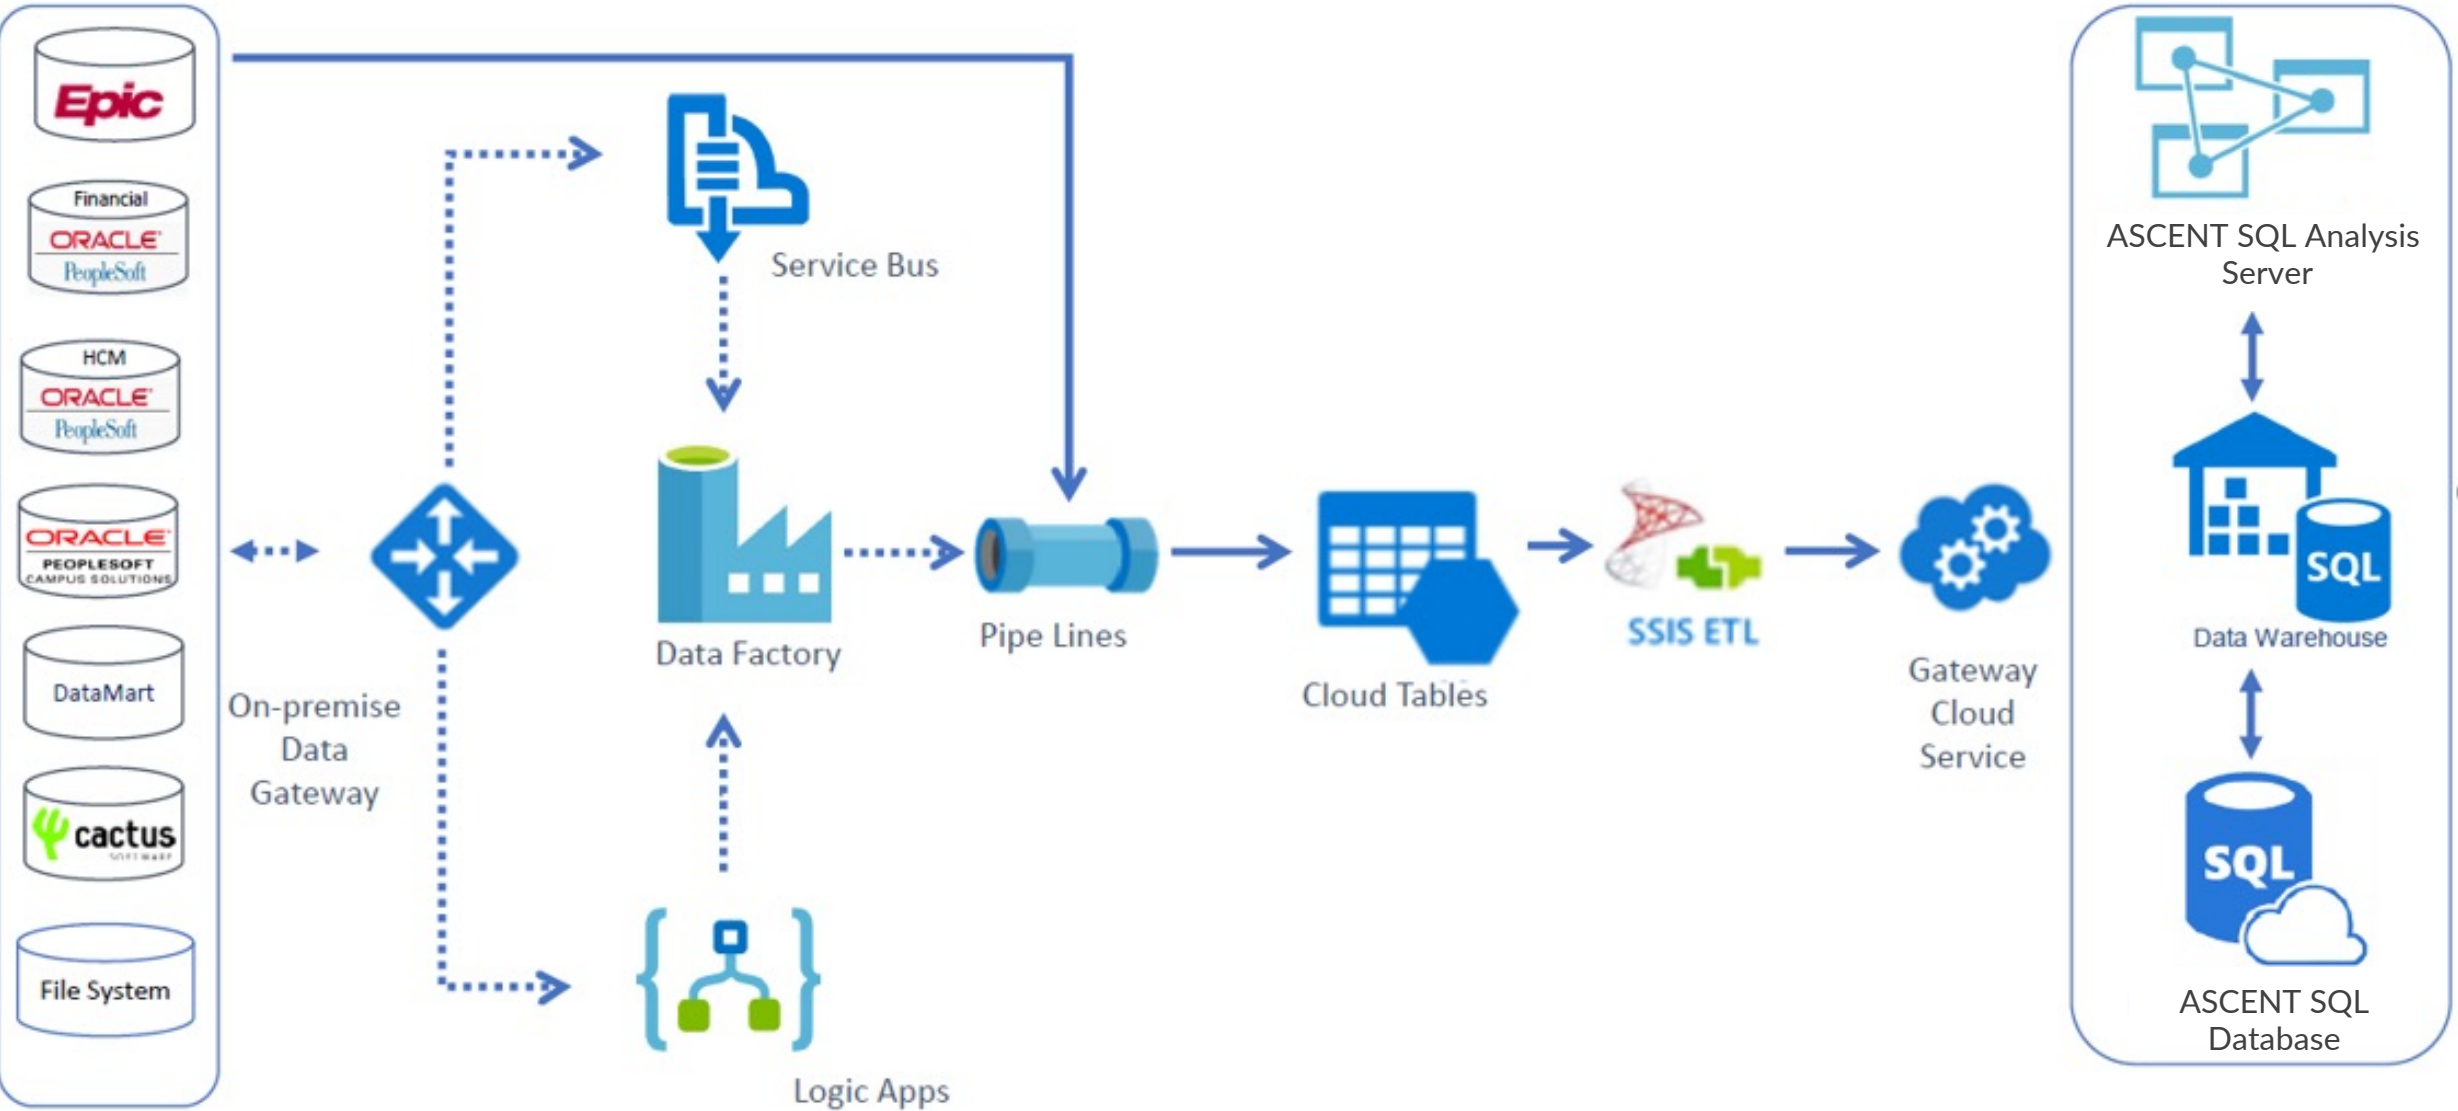 Epic
Financial
ORACLE
PeopleSoft
HCM
ORACLE
PeopleSoft
ORACLE
PEOPLESOFT
CAMPUS SOLUTIONS
DataMart
cactus
SOFTWARE
File System
On-premise
Data
Gateway
Service Bus
Data Factory
Logic Apps
Pipe Lines
Cloud Tables
SSIS ETL
Gateway
Cloud
Service
ASCENT SQL Analysis
Server
SQL
Data Warehouse
SQL
ASCENT SQL
Database